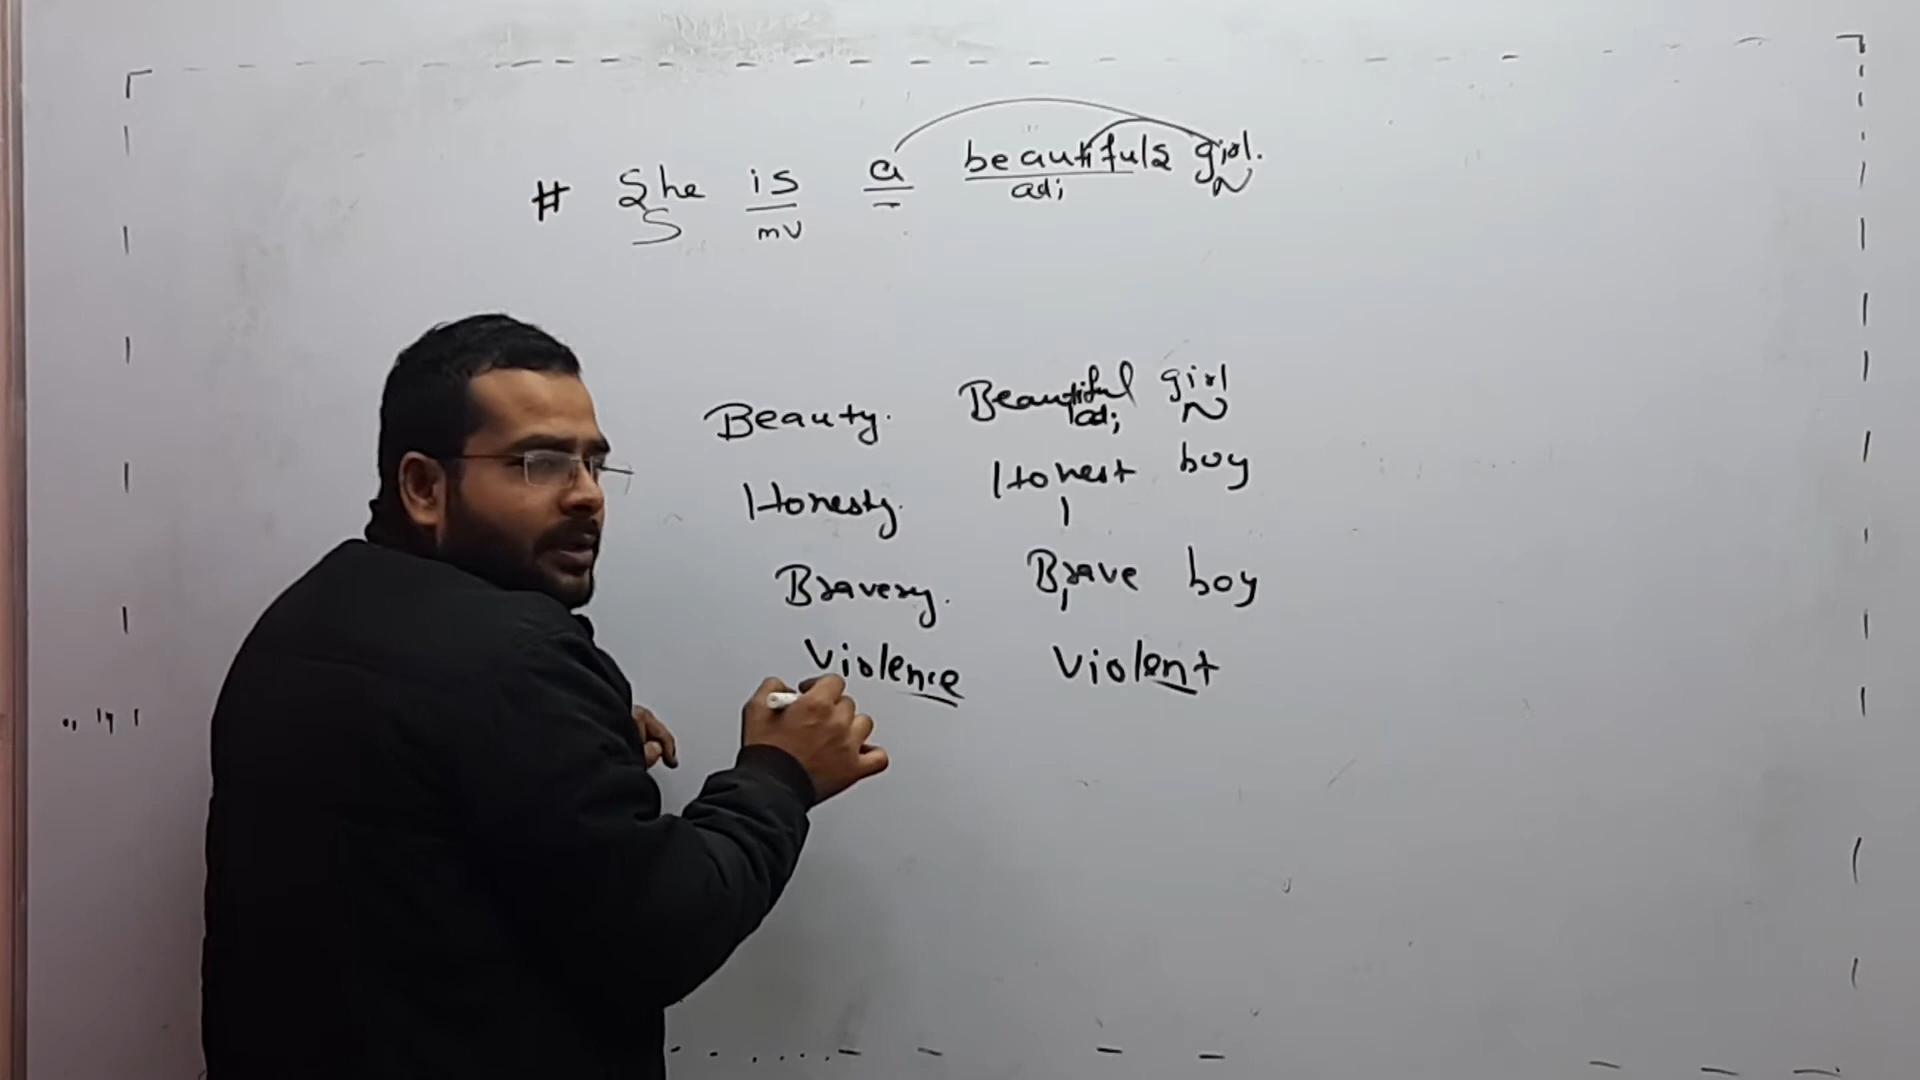 # She is a beautiful girl.
S mv adj N
Beauty. Beautiful girl
adj N
Honesty. Honest boy
Bravery. Brave boy
Violence Violent